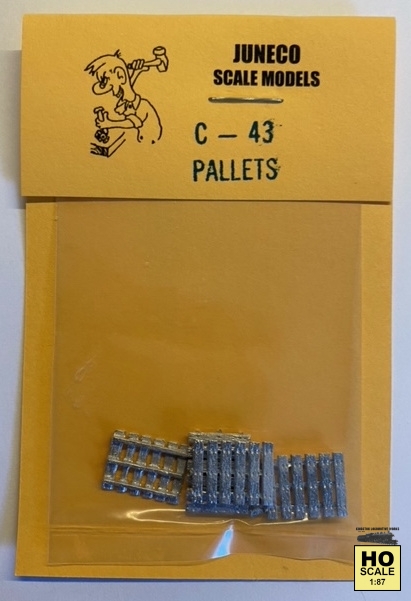 JUNECO
SCALE MODELS
C - 43
PALLETS
HO
SCALE
1:87